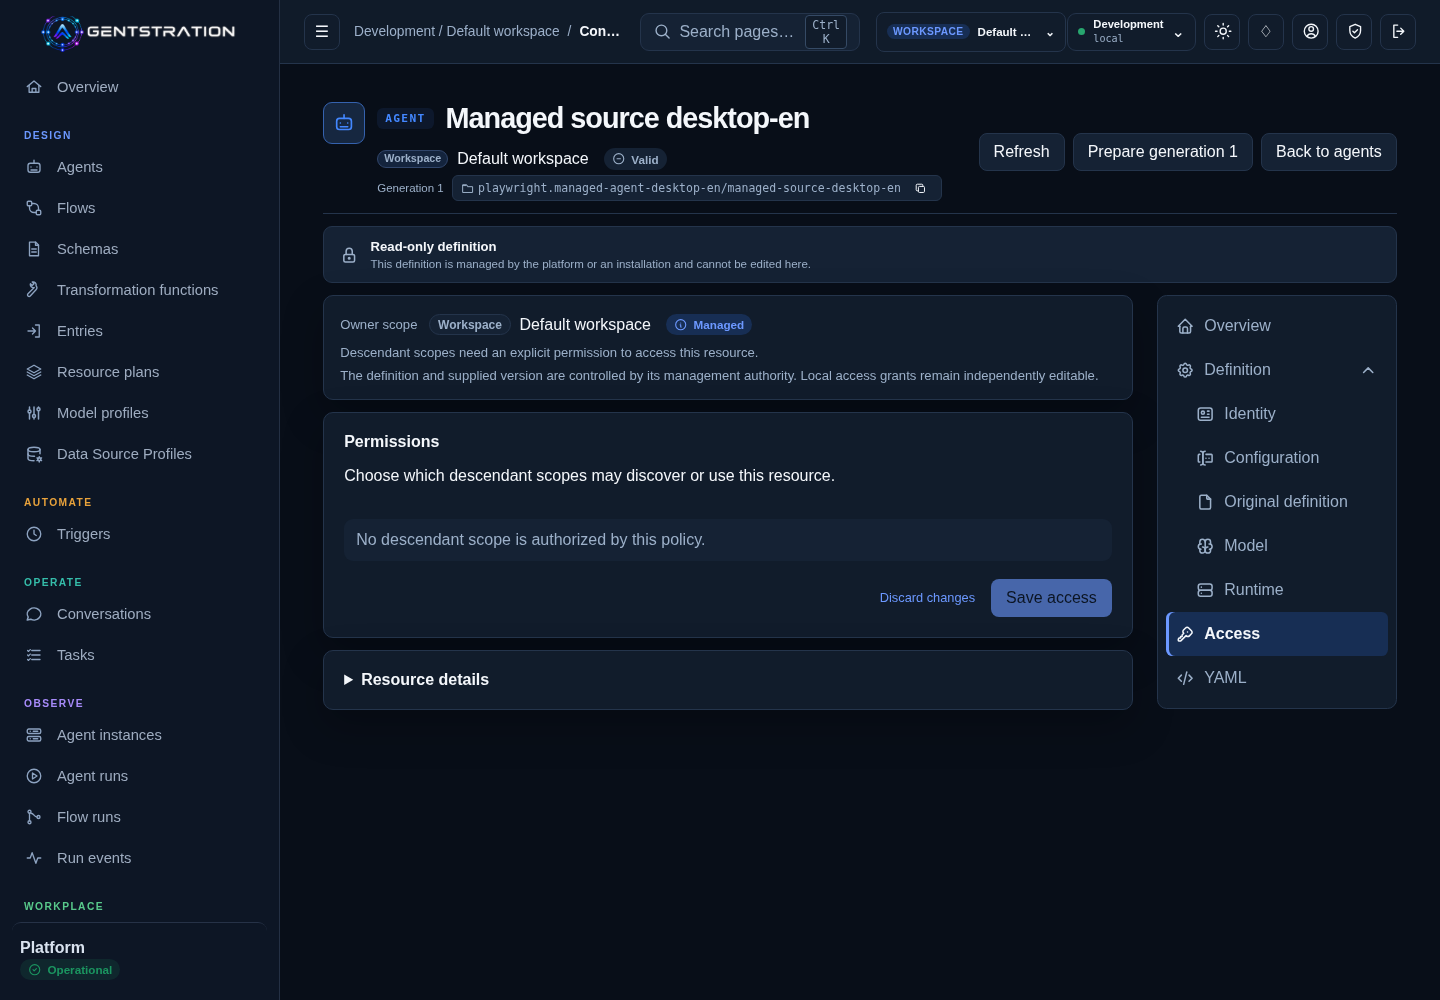 GENTSTRATION
Overview
DESIGN
Agents
Flows
Schemas
Transformation functions
Entries
Resource plans
Model profiles
Data Source Profiles
AUTOMATE
Triggers
OPERATE
Conversations
Tasks
OBSERVE
Agent instances
Agent runs
Flow runs
Run events
WORKPLACE
Platform
Operational
Development / Default workspace / Con…
Search pages…
Ctrl
K
WORKSPACE Default …
Development
local
AGENT Managed source desktop-en
Workspace Default workspace Valid
Generation 1 playwright.managed-agent-desktop-en/managed-source-desktop-en
Refresh
Prepare generation 1
Back to agents
Read-only definition
This definition is managed by the platform or an installation and cannot be edited here.
Owner scope Workspace Default workspace Managed
Descendant scopes need an explicit permission to access this resource.
The definition and supplied version are controlled by its management authority. Local access grants remain independently editable.
Permissions
Choose which descendant scopes may discover or use this resource.
No descendant scope is authorized by this policy.
Discard changes
Save access
Resource details
Overview
Definition
Identity
Configuration
Original definition
Model
Runtime
Access
YAML